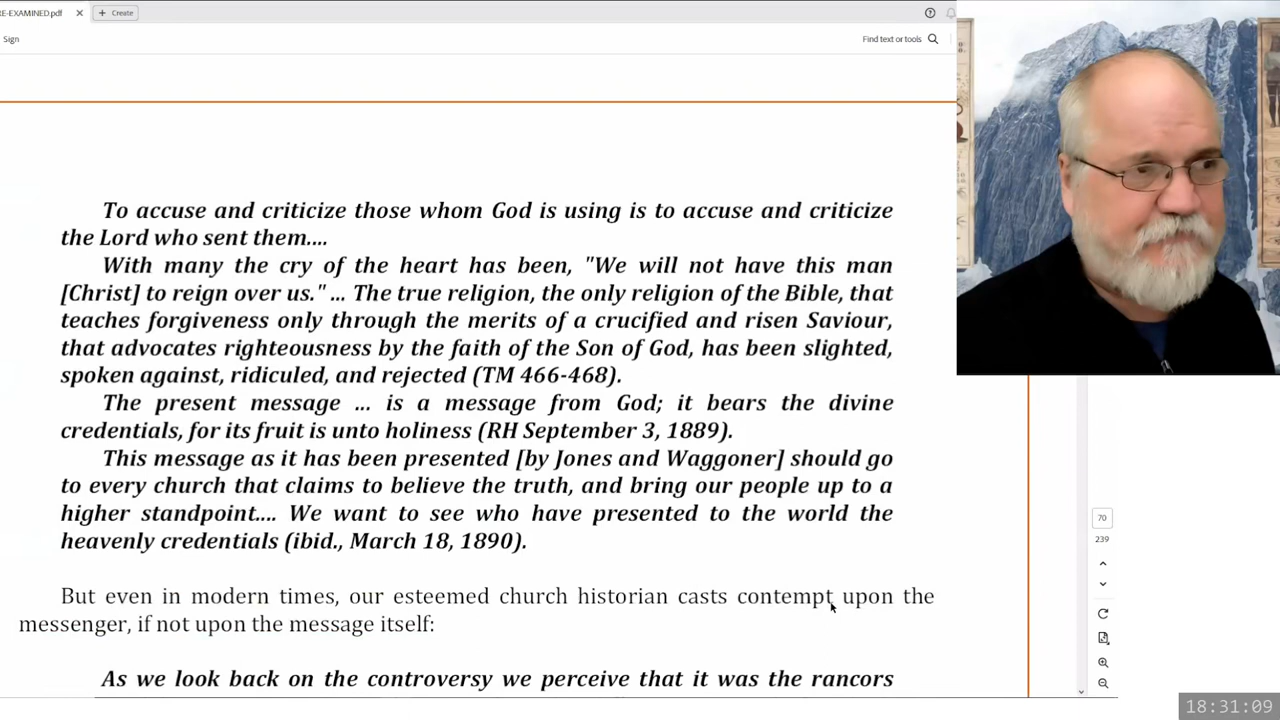 RE-EXAMINED.pdf
Create
Sign
Find text or tools
To accuse and criticize those whom God is using is to accuse and criticize
the Lord who sent them....
With many the cry of the heart has been, "We will not have this man
[Christ] to reign over us." ... The true religion, the only religion of the Bible, that
teaches forgiveness only through the merits of a crucified and risen Saviour,
that advocates righteousness by the faith of the Son of God, has been slighted,
spoken against, ridiculed, and rejected (TM 466-468).
The present message ... is a message from God; it bears the divine
credentials, for its fruit is unto holiness (RH September 3, 1889).
This message as it has been presented [by Jones and Waggoner] should go
to every church that claims to believe the truth, and bring our people up to a
higher standpoint.... We want to see who have presented to the world the
heavenly credentials (ibid., March 18, 1890).
But even in modern times, our esteemed church historian casts contempt upon the
messenger, if not upon the message itself:
As we look back on the controversy we perceive that it was the rancors
70
239
18:31:09